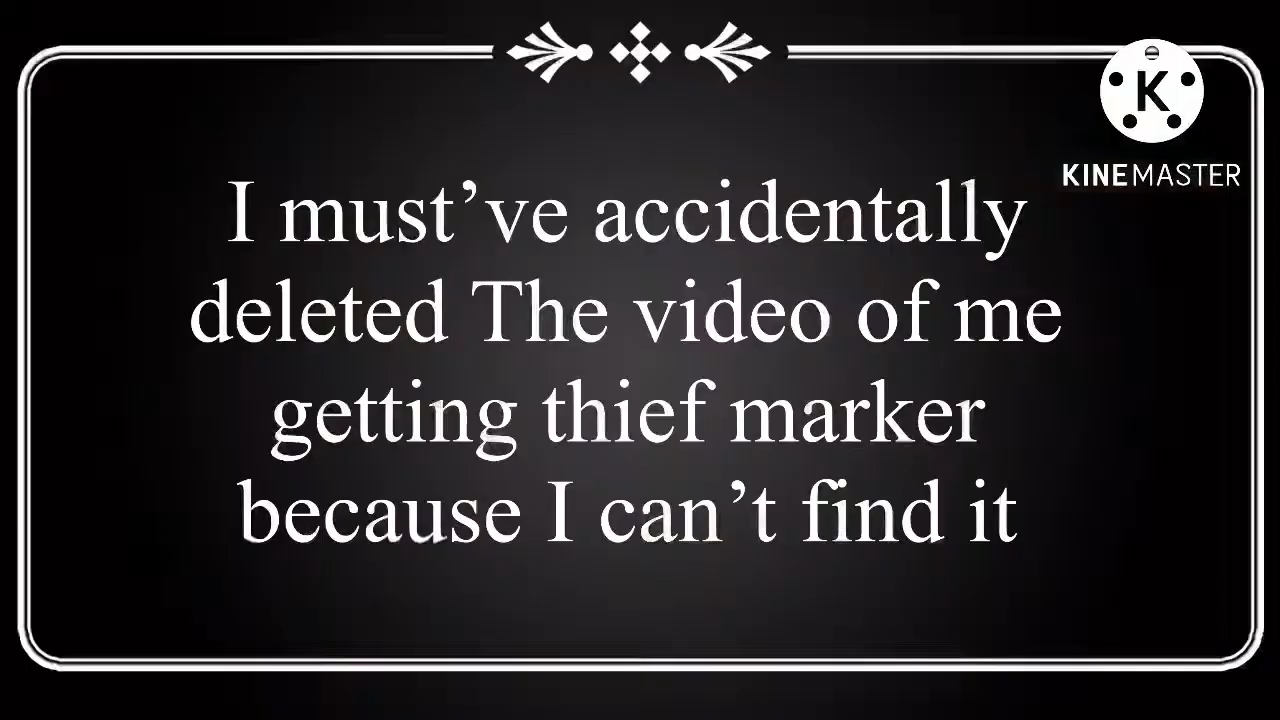 K
KINEMASTER
I must’ve accidentally
deleted The video of me
getting thief marker
because I can’t find it